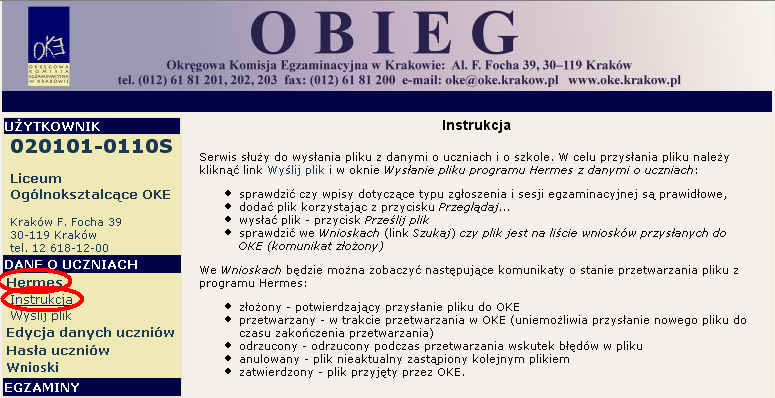 OKE
OKRĘGOWA
KOMISJA
EGZAMINACYJNA
W KRAKOWIE
OBIEG
Okręgowa Komisja Egzaminacyjna w Krakowie: Al. F. Focha 39, 30–119 Kraków
tel. (012) 61 81 201, 202, 203 fax: (012) 61 81 200 e-mail: oke@oke.krakow.pl www.oke.krakow.pl
UŻYTKOWNIK
020101-0110S
Liceum
Ogólnokształcące OKE
Kraków F. Focha 39
30-119 Kraków
tel. 12 618-12-00
DANE O UCZNIACH
Hermes
Instrukcja
Wyślij plik
Edycja danych uczniów
Hasła uczniów
Wnioski
EGZAMINY
Instrukcja
Serwis służy do wysłania pliku z danymi o uczniach i o szkole. W celu przysłania pliku należy
kliknąć link Wyślij plik i w oknie Wysłanie pliku programu Hermes z danymi o uczniach:
• sprawdzić czy wpisy dotyczące typu zgłoszenia i sesji egzaminacyjnej są prawidłowe,
• dodać plik korzystając z przycisku Przeglądaj...
• wysłać plik - przycisk Prześlij plik
• sprawdzić we Wnioskach (link Szukaj) czy plik jest na liście wniosków przysłanych do
OKE (komunikat złożony)
We Wnioskach będzie można zobaczyć następujące komunikaty o stanie przetwarzania pliku z
programu Hermes:
• złożony - potwierdzający przysłanie pliku do OKE
• przetwarzany - w trakcie przetwarzania w OKE (uniemożliwia przysłanie nowego pliku do
czasu zakończenia przetwarzania)
• odrzucony - odrzucony podczas przetwarzania wskutek błędów w pliku
• anulowany - plik nieaktualny zastąpiony kolejnym plikiem
• zatwierdzony - plik przyjęty przez OKE.